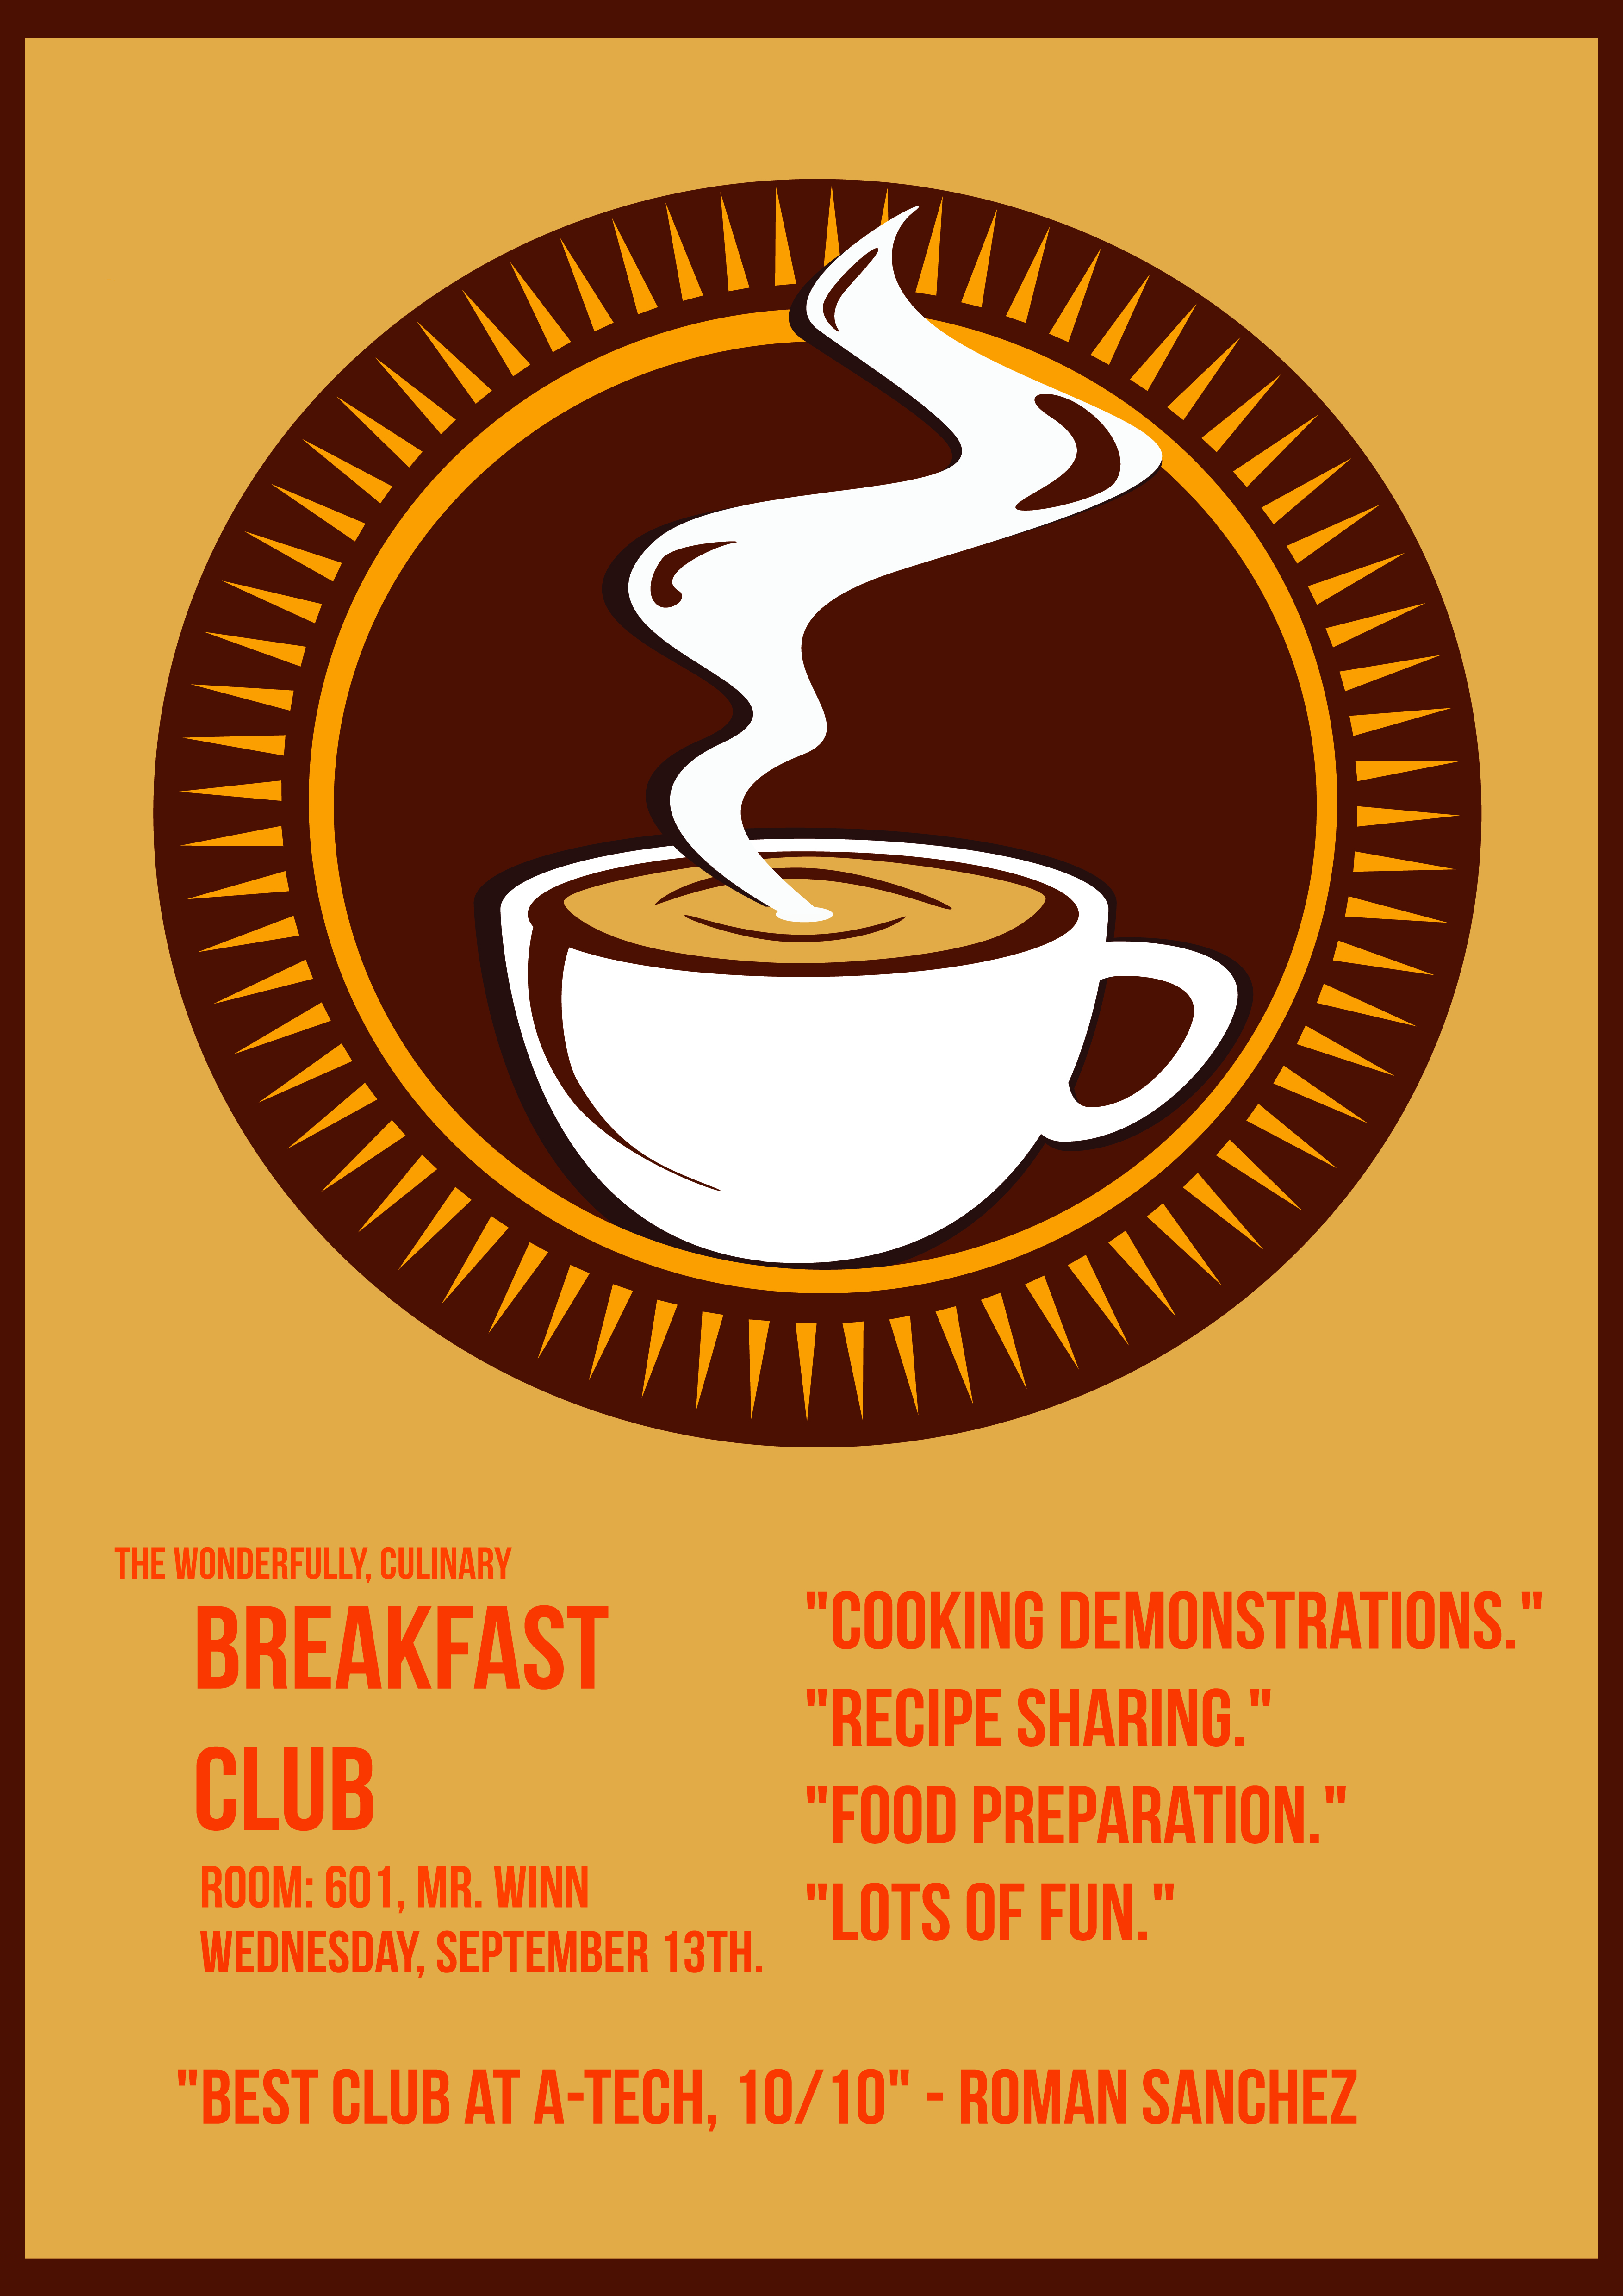 THE WONDERFULLY, CULINARY
BREAKFAST
CLUB
ROOM: 601, MR. WINN
WEDNESDAY, SEPTEMBER 13TH.
"COOKING DEMONSTRATIONS."
"RECIPE SHARING."
"FOOD PREPARATION."
"LOTS OF FUN."
"BEST CLUB AT A-TECH, 10/10" - ROMAN SANCHEZ